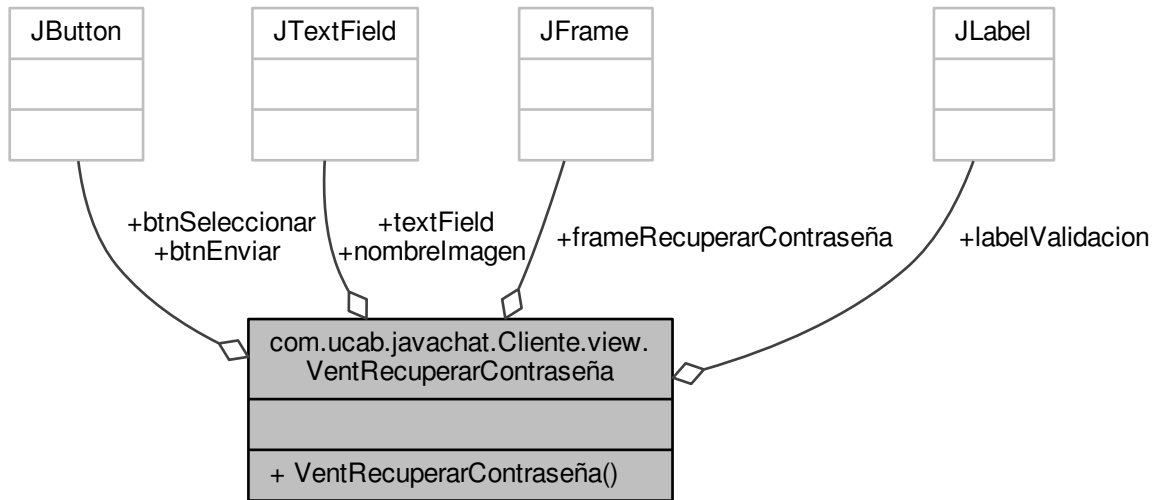 JButton
JTextField
JFrame
JLabel
+btnSeleccionar
+btnEnviar
+textField
+nombreImagen
+frameRecuperarContraseña
+labelValidacion
com.ucab.javachat.Cliente.view.
VentRecuperarContraseña
+ VentRecuperarContraseña()